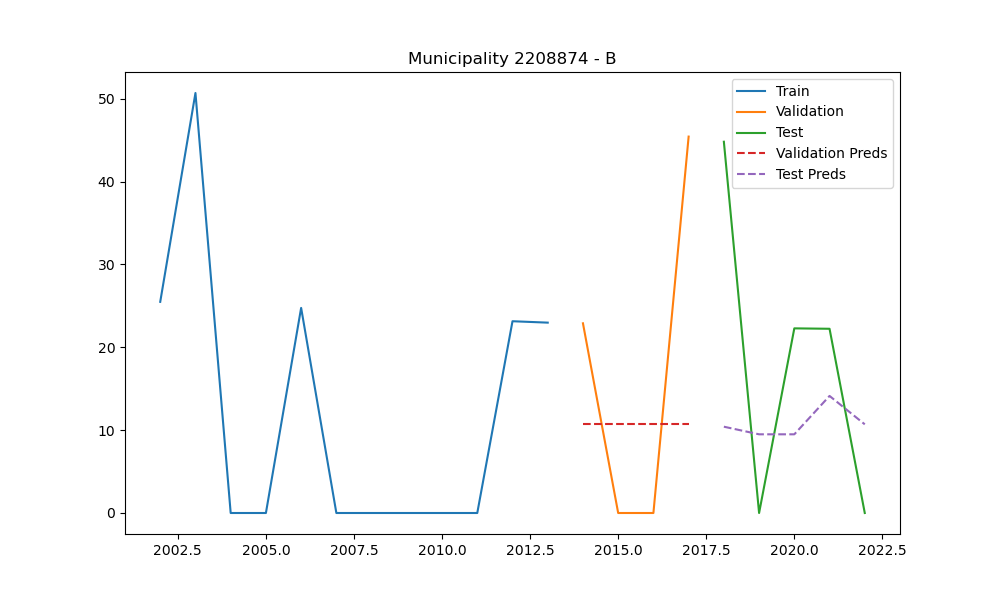 Municipality 2208874 - B
Train
Validation
Test
Validation Preds
Test Preds
50
40
30
20
10
0
2002.5 2005.0 2007.5 2010.0 2012.5 2015.0 2017.5 2020.0 2022.5